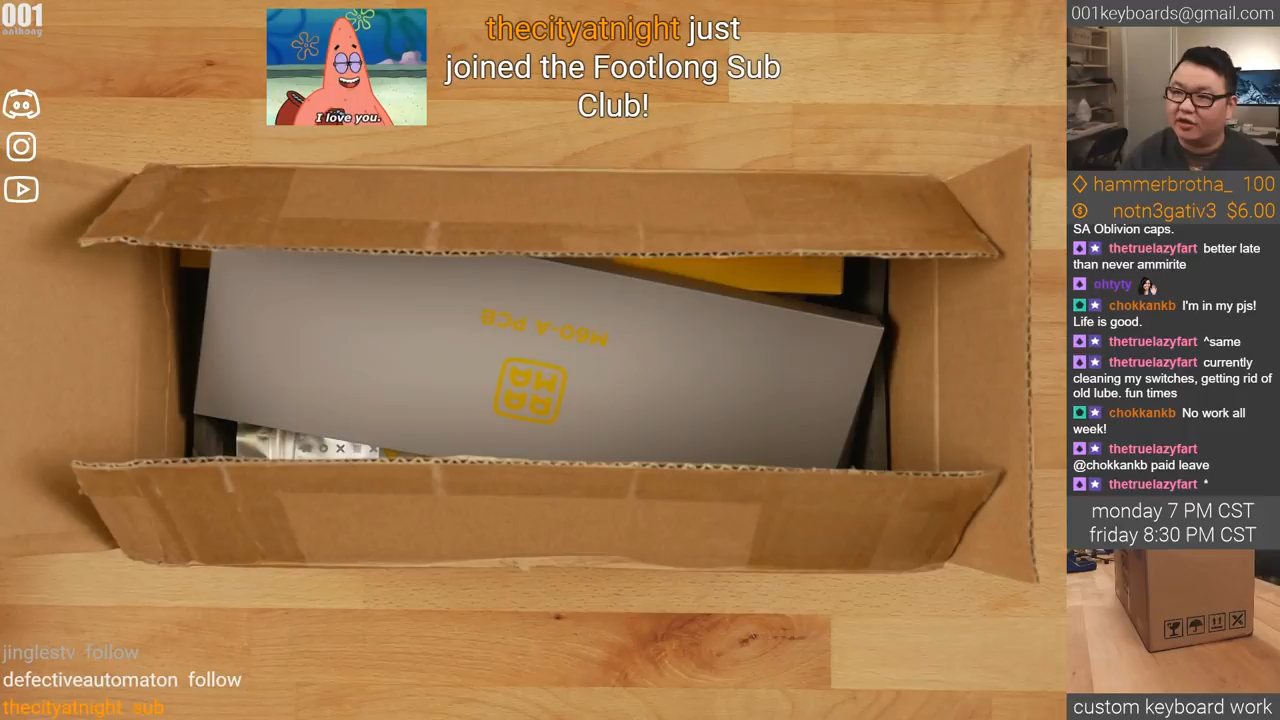 001
anthony
thecityatnight just
joined the Footlong Sub
Club!
I love you.
M60-A PCB
jinglestv follow
defectiveautomaton follow
thecityatnight sub
001keyboards@gmail.com
hammerbrotha_ 100
notn3gativ3 $6.00
SA Oblivion caps.
thetruelazyfart better late
than never ammirite
ohtyty
chokkankb I'm in my pjs!
Life is good.
thetruelazyfart ^same
thetruelazyfart currently
cleaning my switches, getting rid of
old lube. fun times
chokkankb No work all
week!
thetruelazyfart
@chokkankb paid leave
thetruelazyfart *
monday 7 PM CST
friday 8:30 PM CST
custom keyboard work